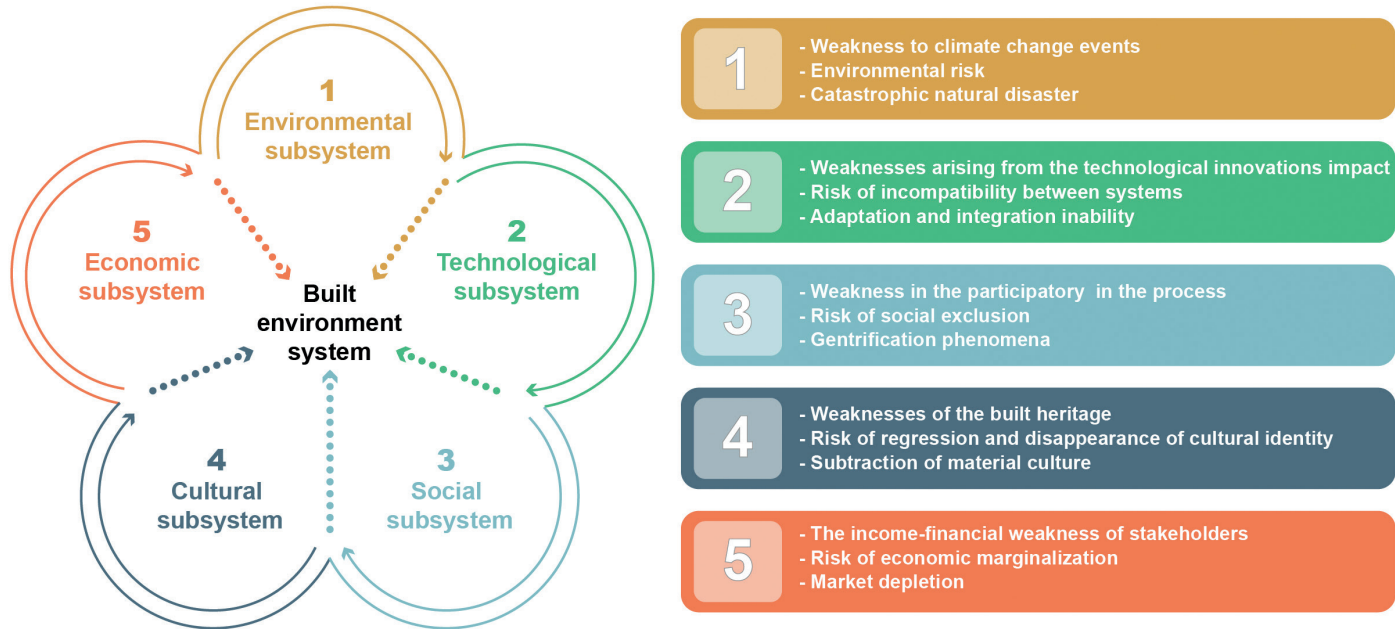 1
Environmental
subsystem
2
Technological
subsystem
3
Social
subsystem
4
Cultural
subsystem
5
Economic
subsystem
Built
environment
system
1
- Weakness to climate change events
- Environmental risk
- Catastrophic natural disaster
2
- Weaknesses arising from the technological innovations impact
- Risk of incompatibility between systems
- Adaptation and integration inability
3
- Weakness in the participatory  in the process
- Risk of social exclusion
- Gentrification phenomena
4
- Weaknesses of the built heritage
- Risk of regression and disappearance of cultural identity
- Subtraction of material culture
5
- The income-financial weakness of stakeholders
- Risk of economic marginalization
- Market depletion